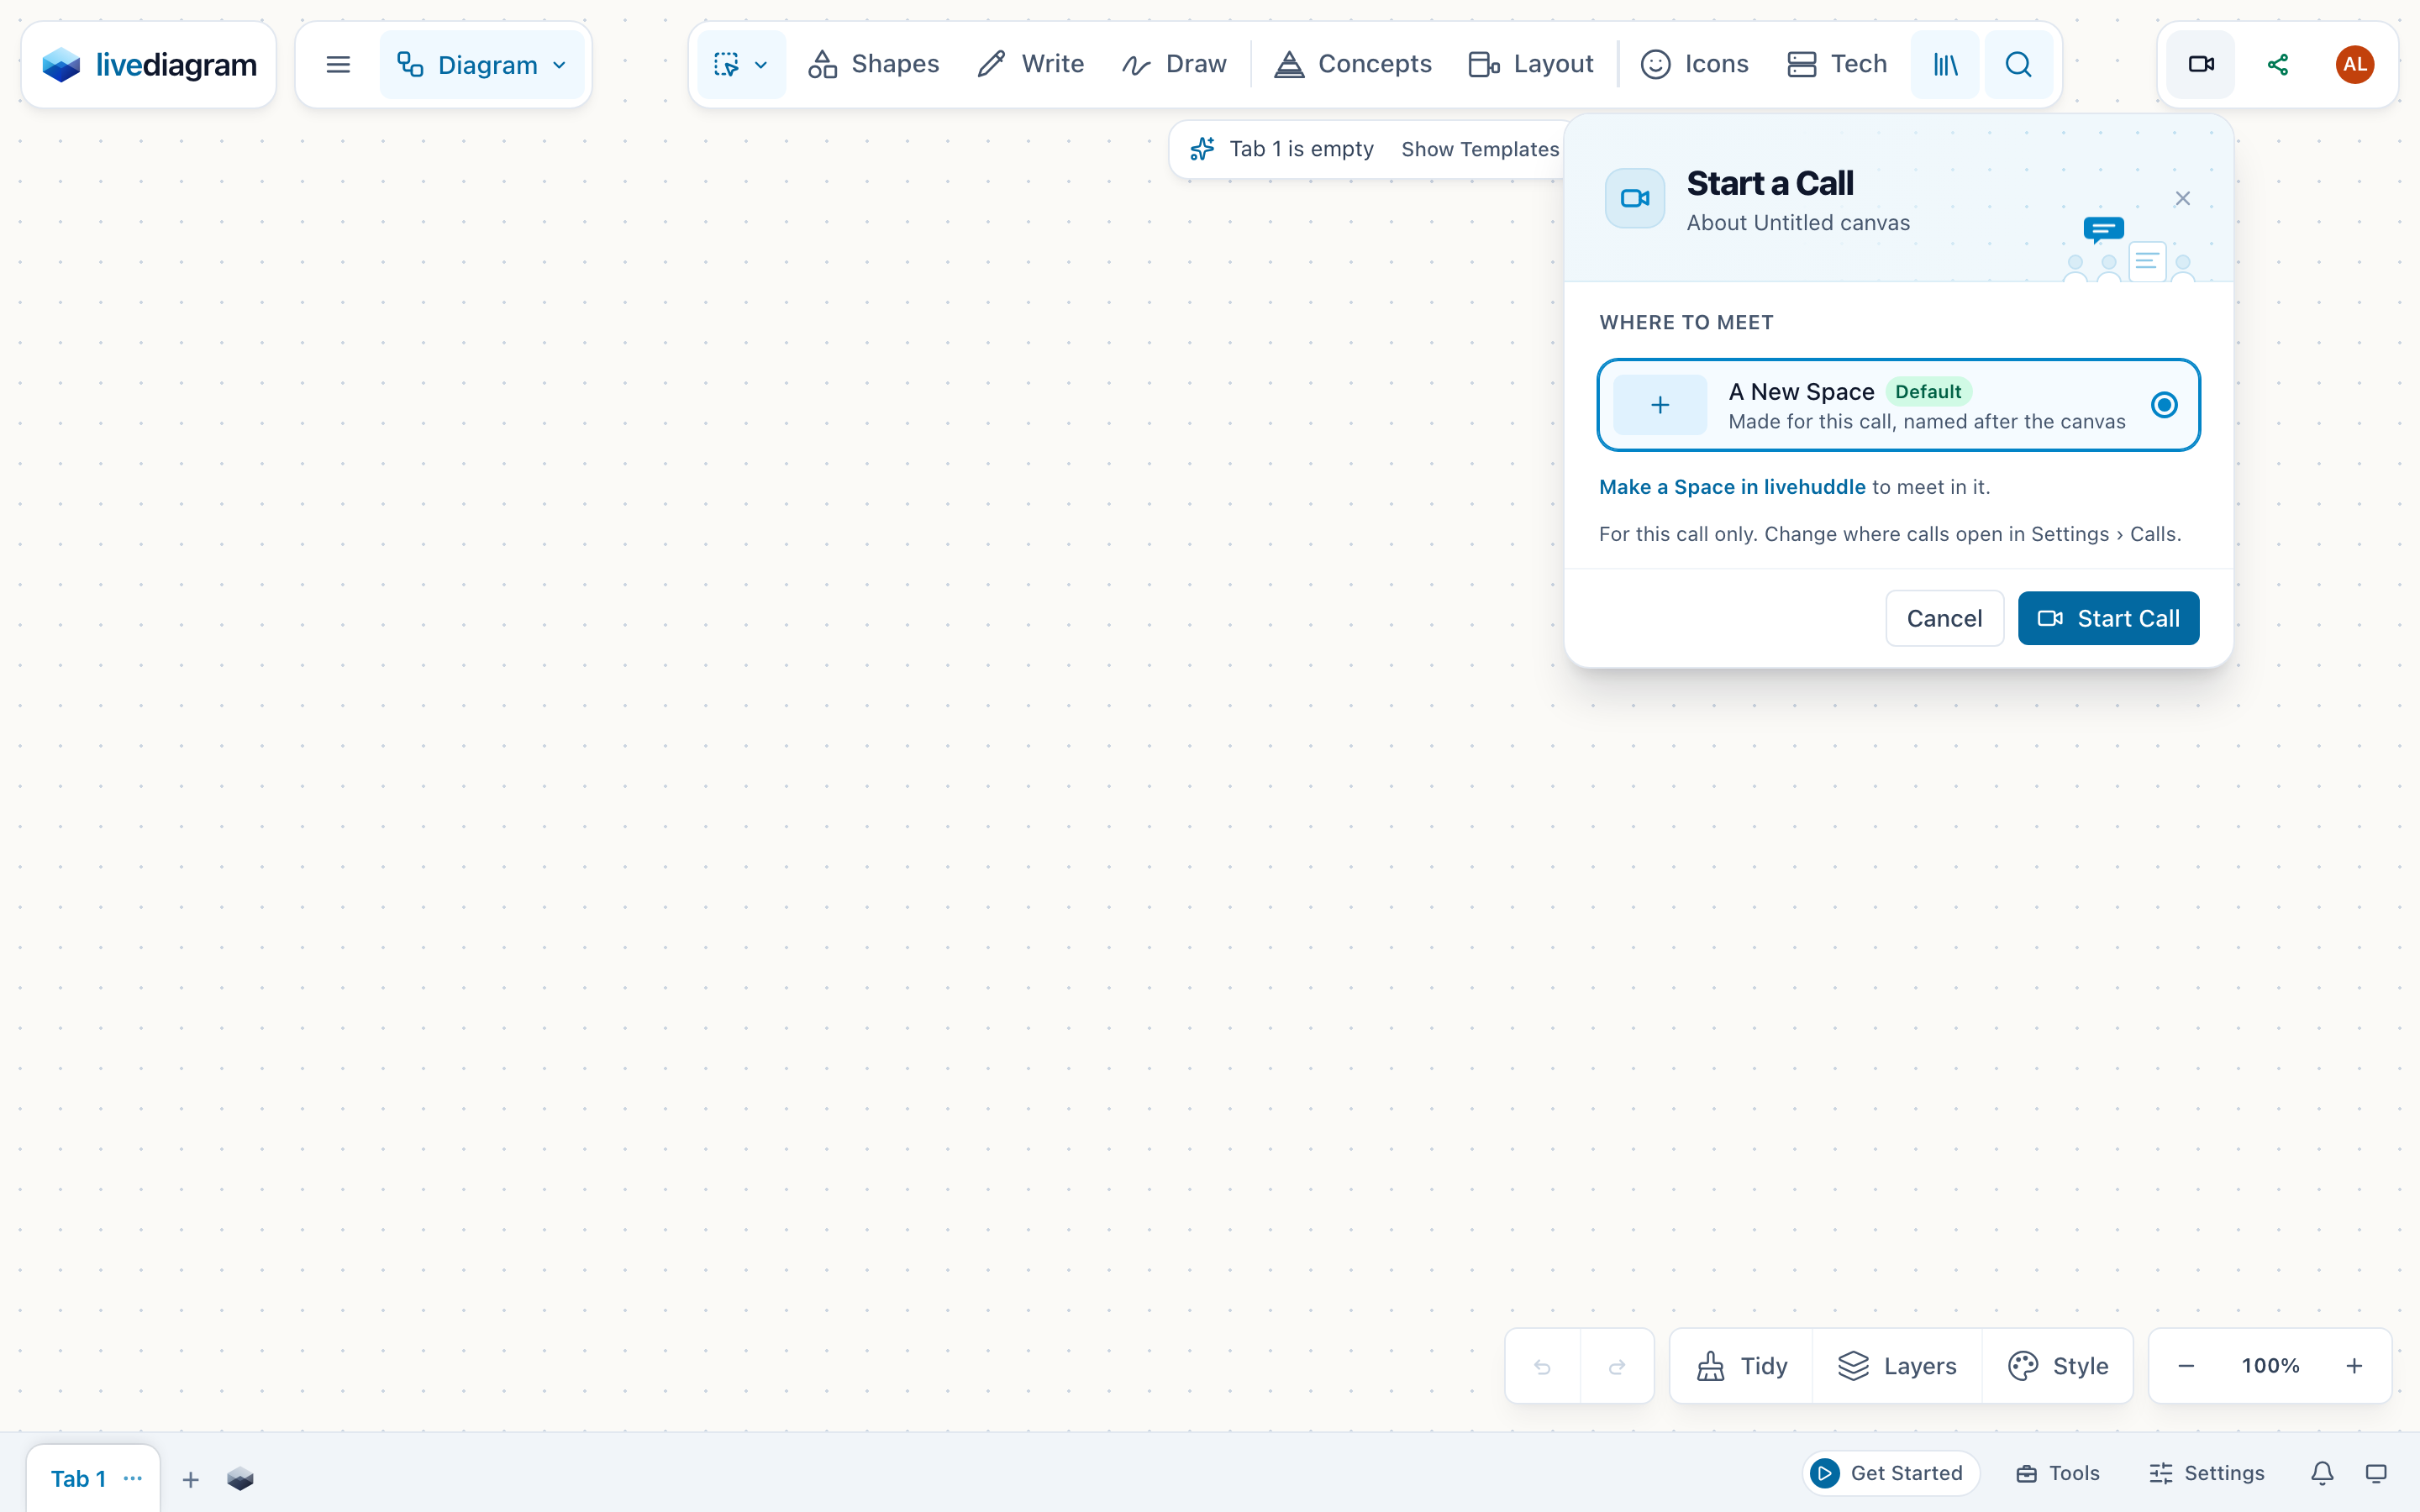 livediagram
Diagram
Shapes
Write
Draw
Concepts
Layout
Icons
Tech
AL
Tab 1 is empty
Show Templates
Start a Call
About Untitled canvas
WHERE TO MEET
A New Space Default
Made for this call, named after the canvas
Make a Space in livehuddle to meet in it.
For this call only. Change where calls open in Settings › Calls.
Cancel
Start Call
Tidy
Layers
Style
100%
Tab 1
Get Started
Tools
Settings